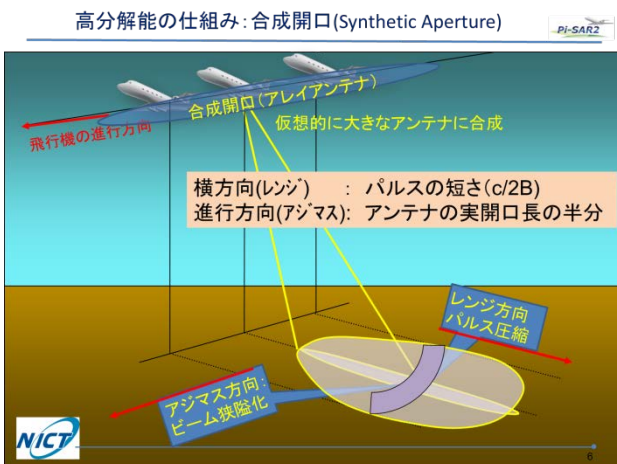 高分解能の仕組み：合成開口(Synthetic Aperture)
Pi-SAR2
合成開口（アレイアンテナ）
飛行機の進行方向
仮想的に大きなアンテナに合成
横方向(ﾚﾝｼﾞ)　：　パルスの短さ（c/2B）
進行方向(ｱｼﾞﾏｽ)：　アンテナの実開口長の半分
レンジ方向
パルス圧縮
アジマス方向：
ビーム狭隘化
NICT
6